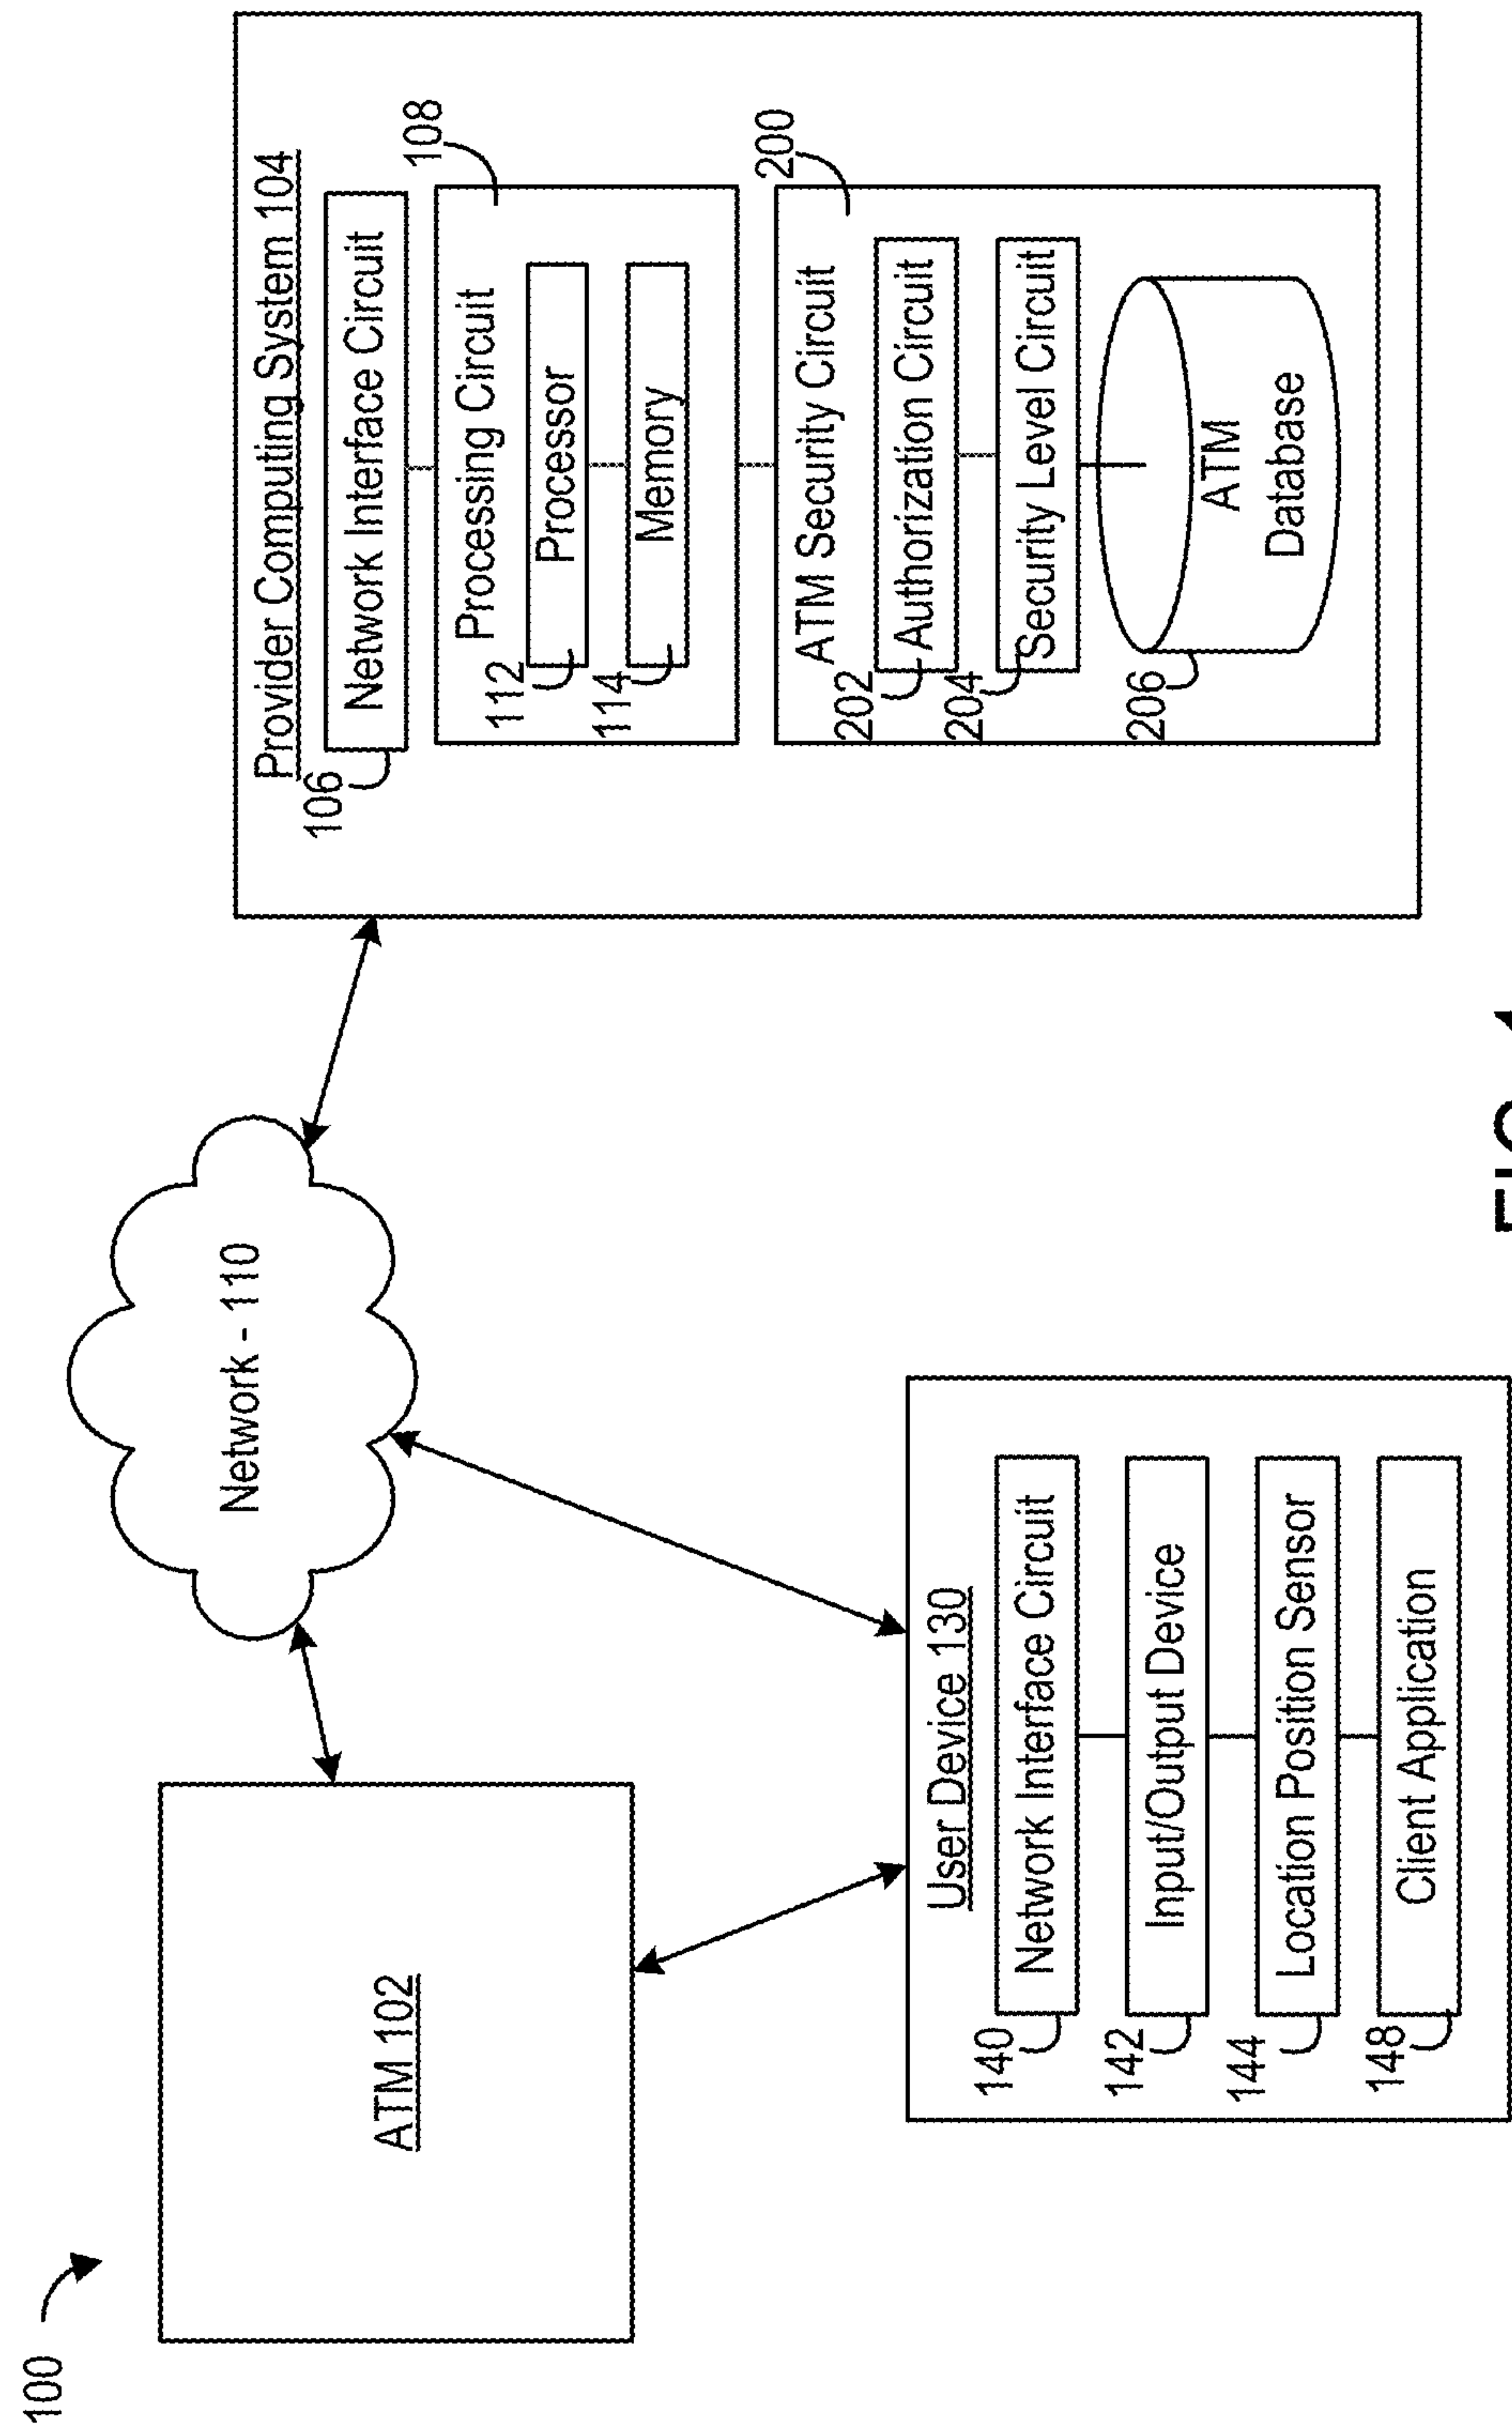 100
ATM 102
Network - 110
User Device 130
140
Network Interface Circuit
142
Input/Output Device
144
Location Position Sensor
148
Client Application
Provider Computing System 104
106
Network Interface Circuit
108
Processing Circuit
112
Processor
114
Memory
200
ATM Security Circuit
202
Authorization Circuit
204
Security Level Circuit
206
ATM
Database